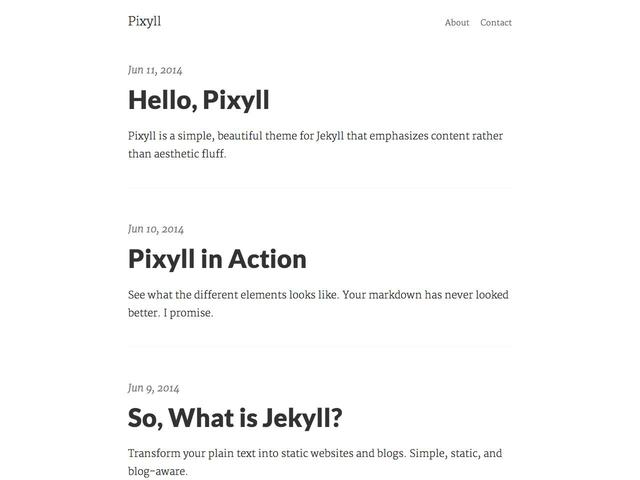 Pixyll
About Contact
Jun 11, 2014
Hello, Pixyll
Pixyll is a simple, beautiful theme for Jekyll that emphasizes content rather
than aesthetic fluff.
Jun 10, 2014
Pixyll in Action
See what the different elements looks like. Your markdown has never looked
better. I promise.
Jun 9, 2014
So, What is Jekyll?
Transform your plain text into static websites and blogs. Simple, static, and
blog-aware.